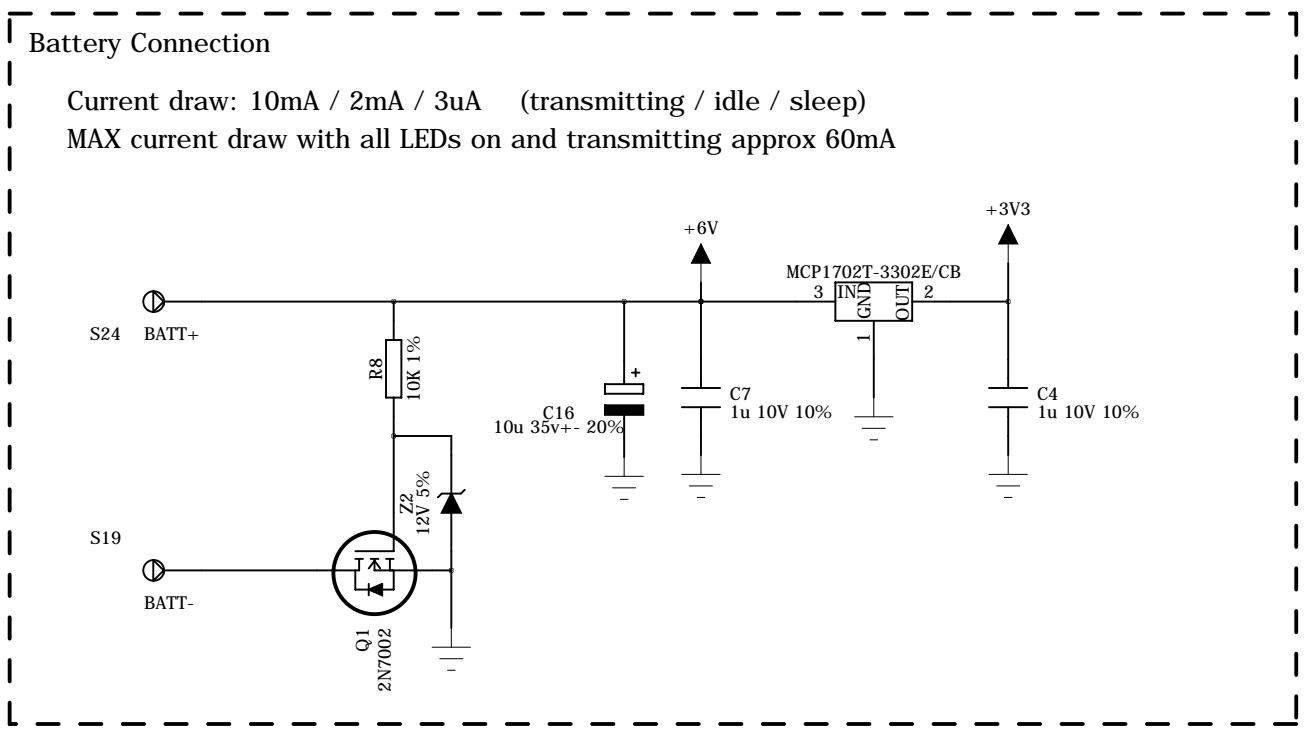 Battery Connection
Current draw: 10mA / 2mA / 3uA (transmitting / idle / sleep)
MAX current draw with all LEDs on and transmitting approx 60mA
+3V3
+6V
MCP1702T-3302E/CB
3 IN GND OUT 2
1
S24 BATT+
R8
10K 1%
+
C16
10u 35v+- 20%
C7
1u 10V 10%
C4
1u 10V 10%
Z2
12V 5%
S19
BATT-
Q1
2N7002